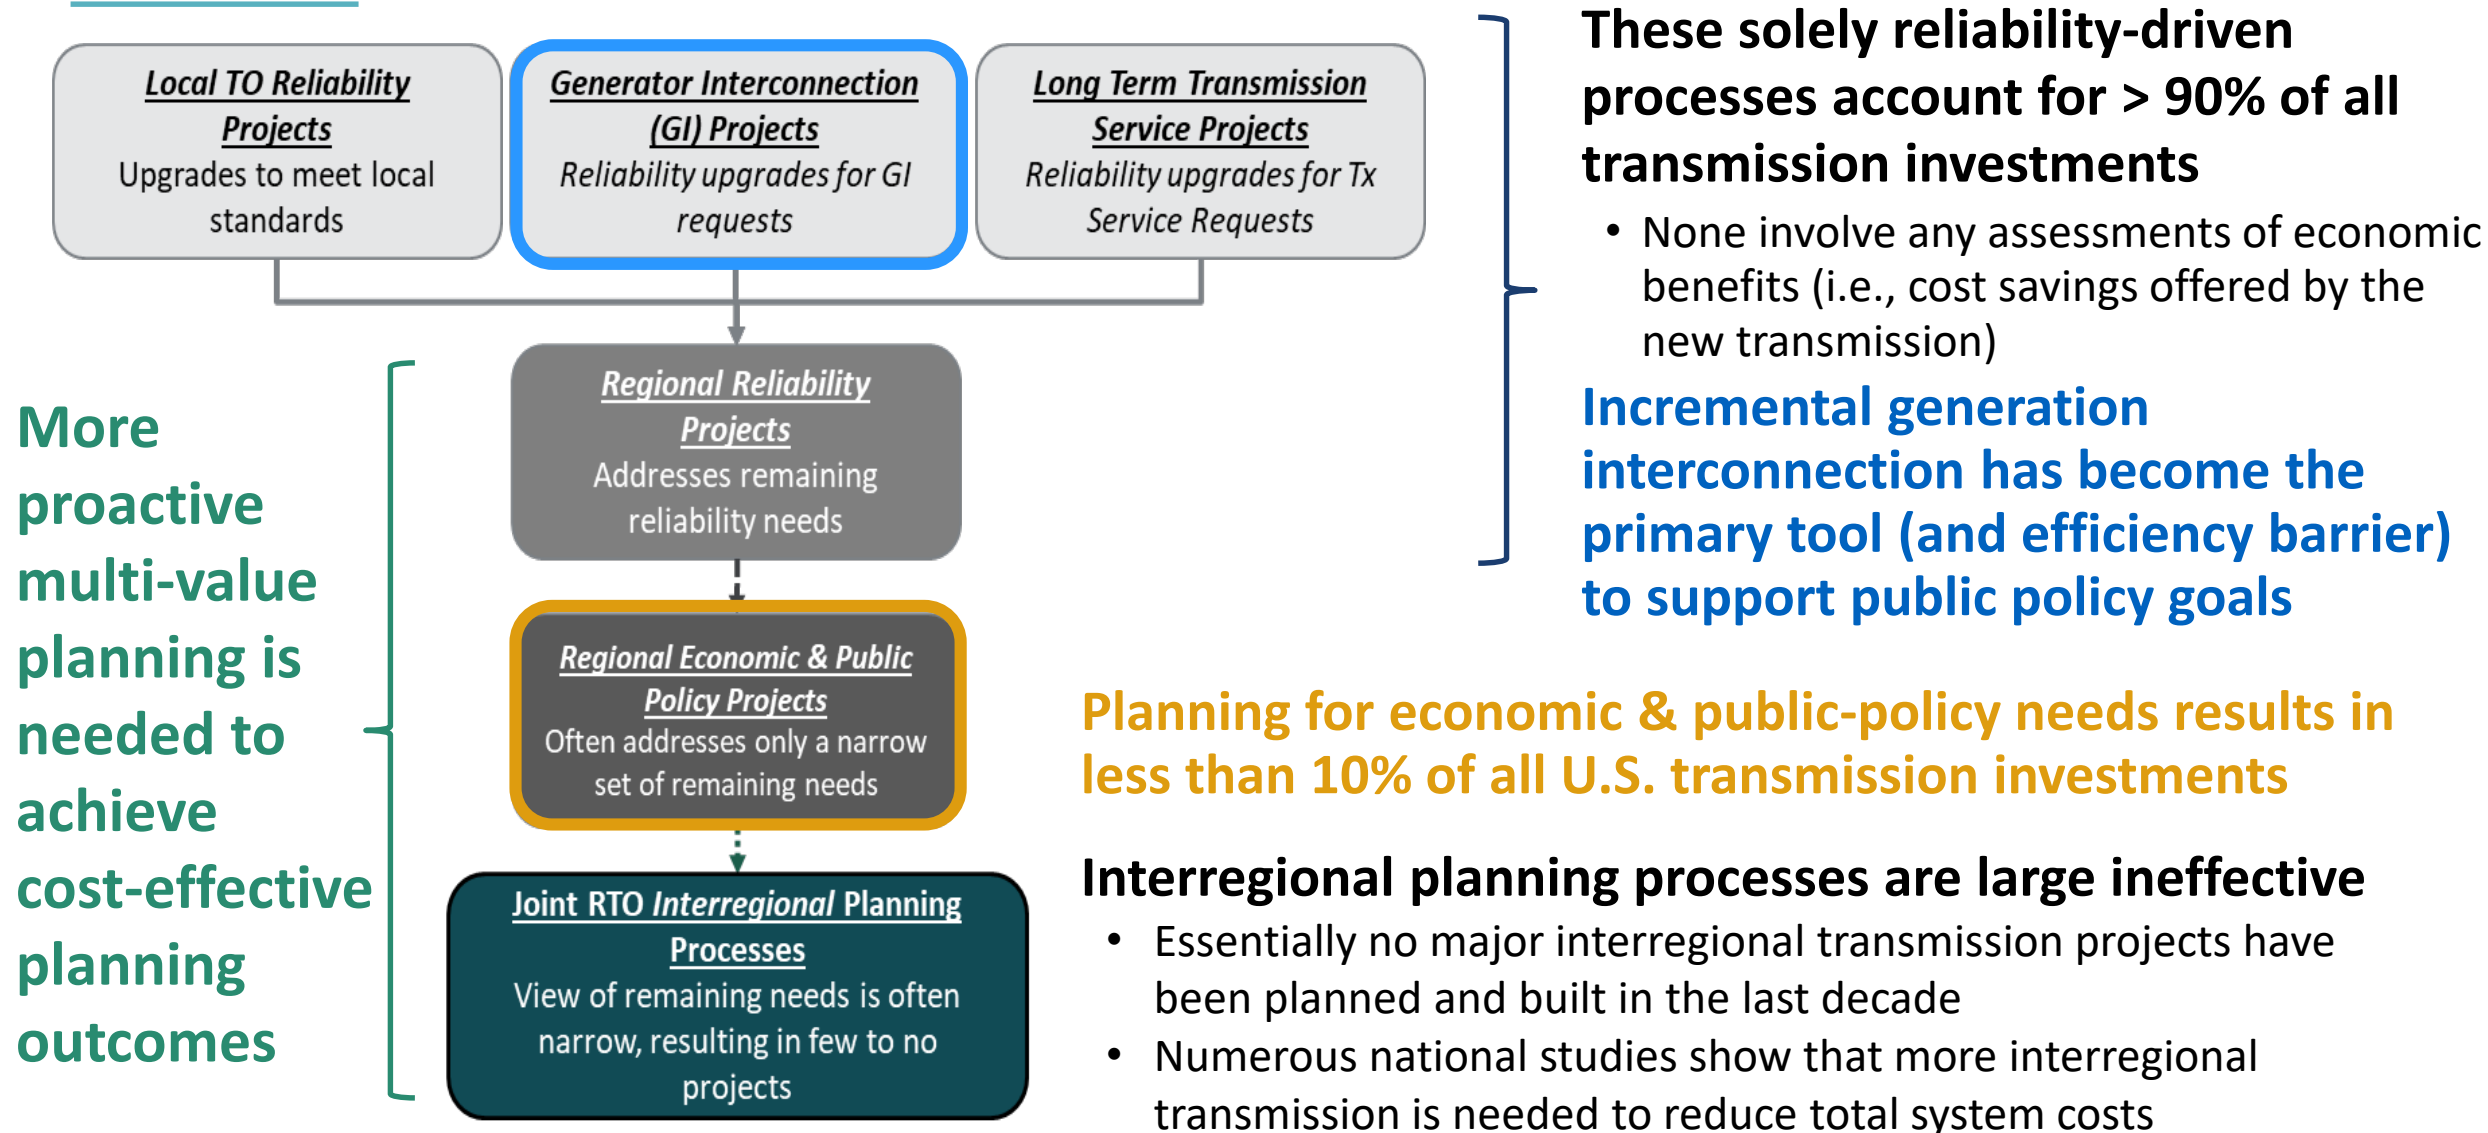 Local TO Reliability
Projects
Upgrades to meet local
standards
Generator Interconnection
(GI) Projects
Reliability upgrades for GI
requests
Long Term Transmission
Service Projects
Reliability upgrades for Tx
Service Requests
These solely reliability-driven
processes account for > 90% of all
transmission investments
• None involve any assessments of economic
benefits (i.e., cost savings offered by the
new transmission)
Incremental generation
interconnection has become the
primary tool (and efficiency barrier)
to support public policy goals
Regional Reliability
Projects
Addresses remaining
reliability needs
More
proactive
multi-value
planning is
needed to
achieve
cost-effective
planning
outcomes
Regional Economic & Public
Policy Projects
Often addresses only a narrow
set of remaining needs
Planning for economic & public-policy needs results in
less than 10% of all U.S. transmission investments
Joint RTO Interregional Planning
Processes
View of remaining needs is often
narrow, resulting in few to no
projects
Interregional planning processes are large ineffective
• Essentially no major interregional transmission projects have
been planned and built in the last decade
• Numerous national studies show that more interregional
transmission is needed to reduce total system costs